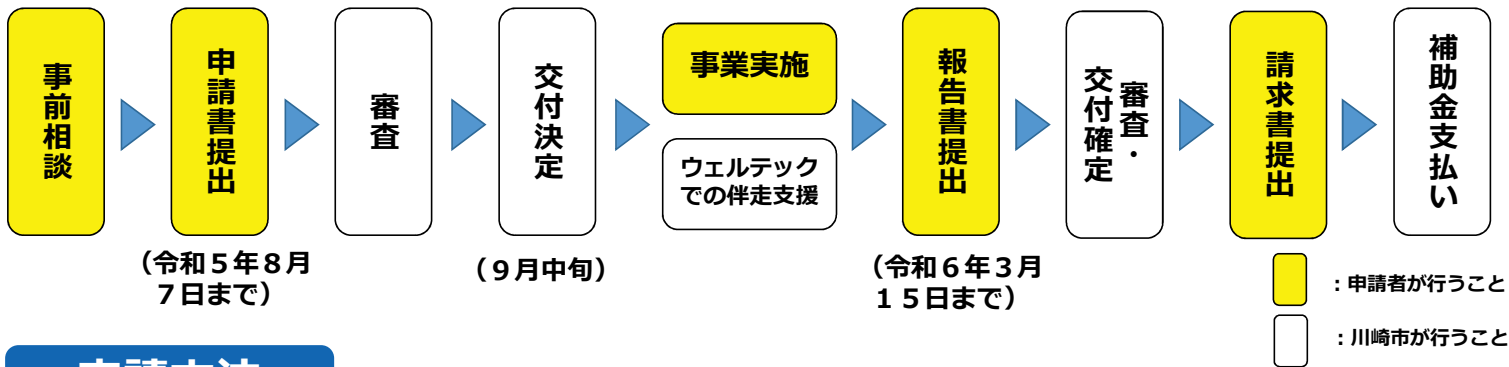 事前相談
申請書提出
(令和5年8月
7日まで)
審査
交付決定
(9月中旬)
事業実施
ウェルテック
での伴走支援
報告書提出
(令和6年3月
15日まで)
審査・
交付確定
請求書提出
補助金支払い
:申請者が行うこと
:川崎市が行うこと